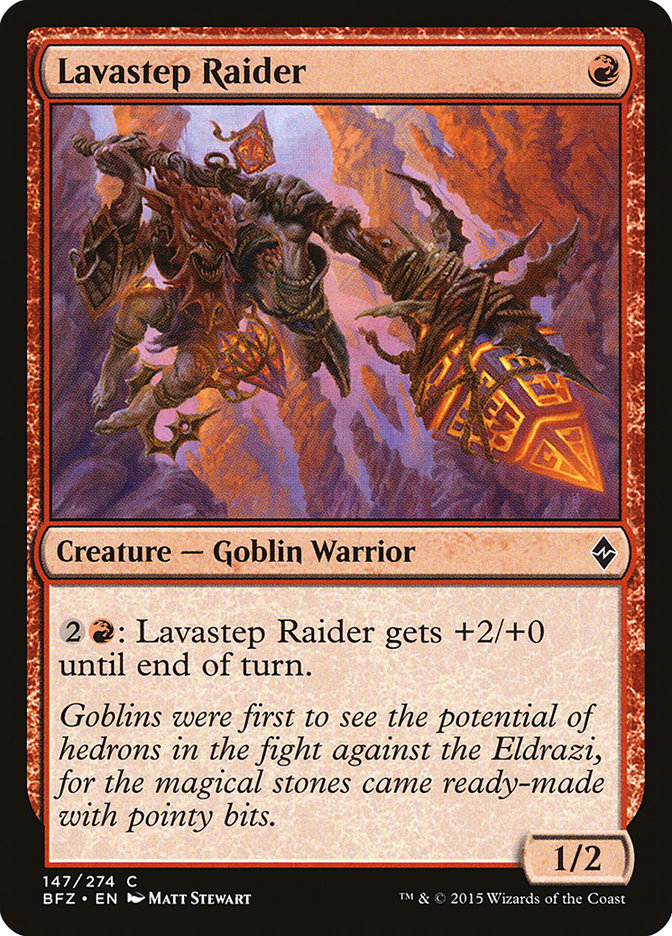 Lavastep Raider
Creature — Goblin Warrior
2: Lavastep Raider gets +2/+0
until end of turn.
Goblins were first to see the potential of
hedrons in the fight against the Eldrazi,
for the magical stones came ready-made
with pointy bits.
1/2
147/274 C
BFZ • EN Matt Stewart
™ & © 2015 Wizards of the Coast